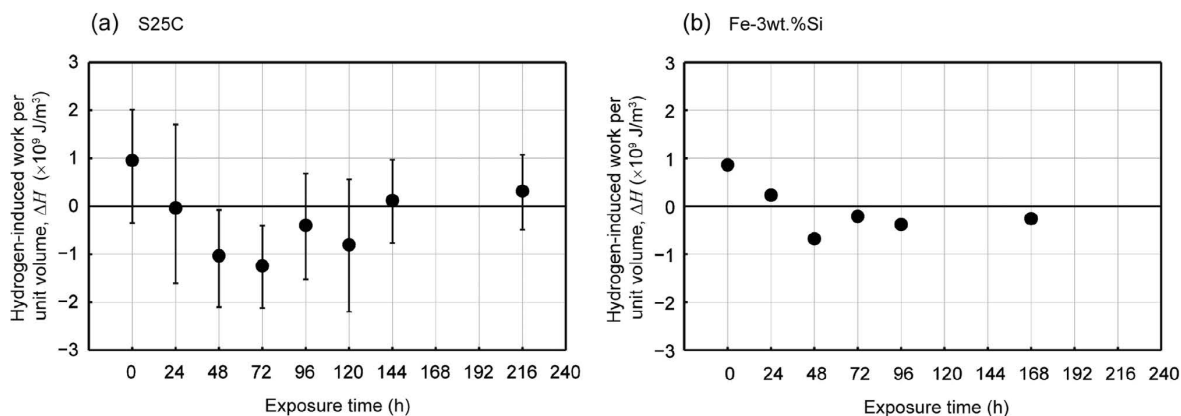 (a) S25C
Hydrogen-induced work per
unit volume, ΔH (×10⁹ J/m³)
3
2
1
0
−1
−2
−3
0 24 48 72 96 120 144 168 192 216 240
Exposure time (h)
(b) Fe-3wt.%Si
Hydrogen-induced work per
unit volume, ΔH (×10⁹ J/m³)
3
2
1
0
−1
−2
−3
0 24 48 72 96 120 144 168 192 216 240
Exposure time (h)